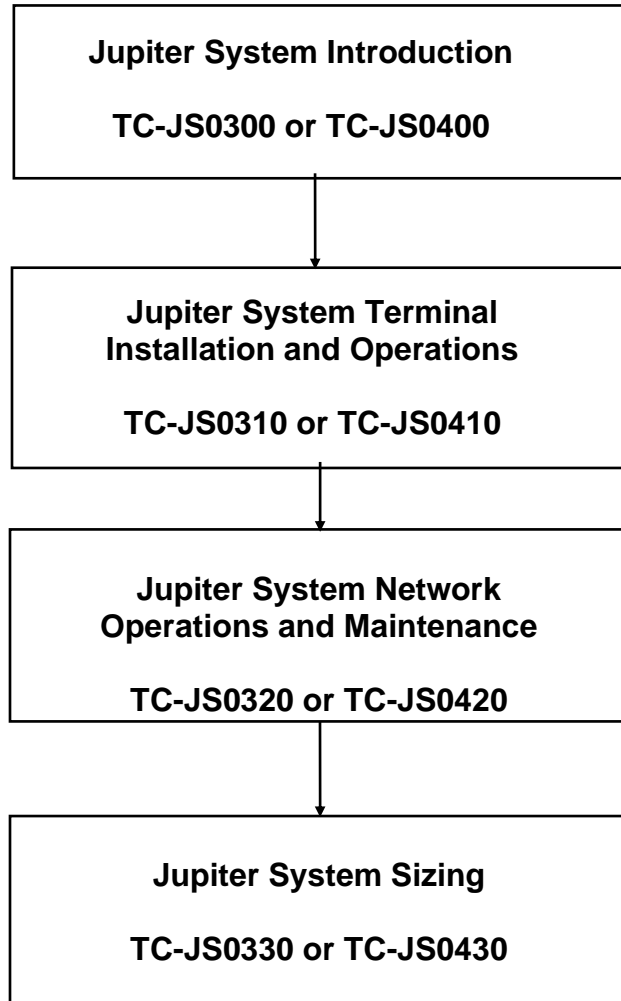 Jupiter System Introduction
TC-JS0300 or TC-JS0400
Jupiter System Terminal
Installation and Operations
TC-JS0310 or TC-JS0410
Jupiter System Network
Operations and Maintenance
TC-JS0320 or TC-JS0420
Jupiter System Sizing
TC-JS0330 or TC-JS0430